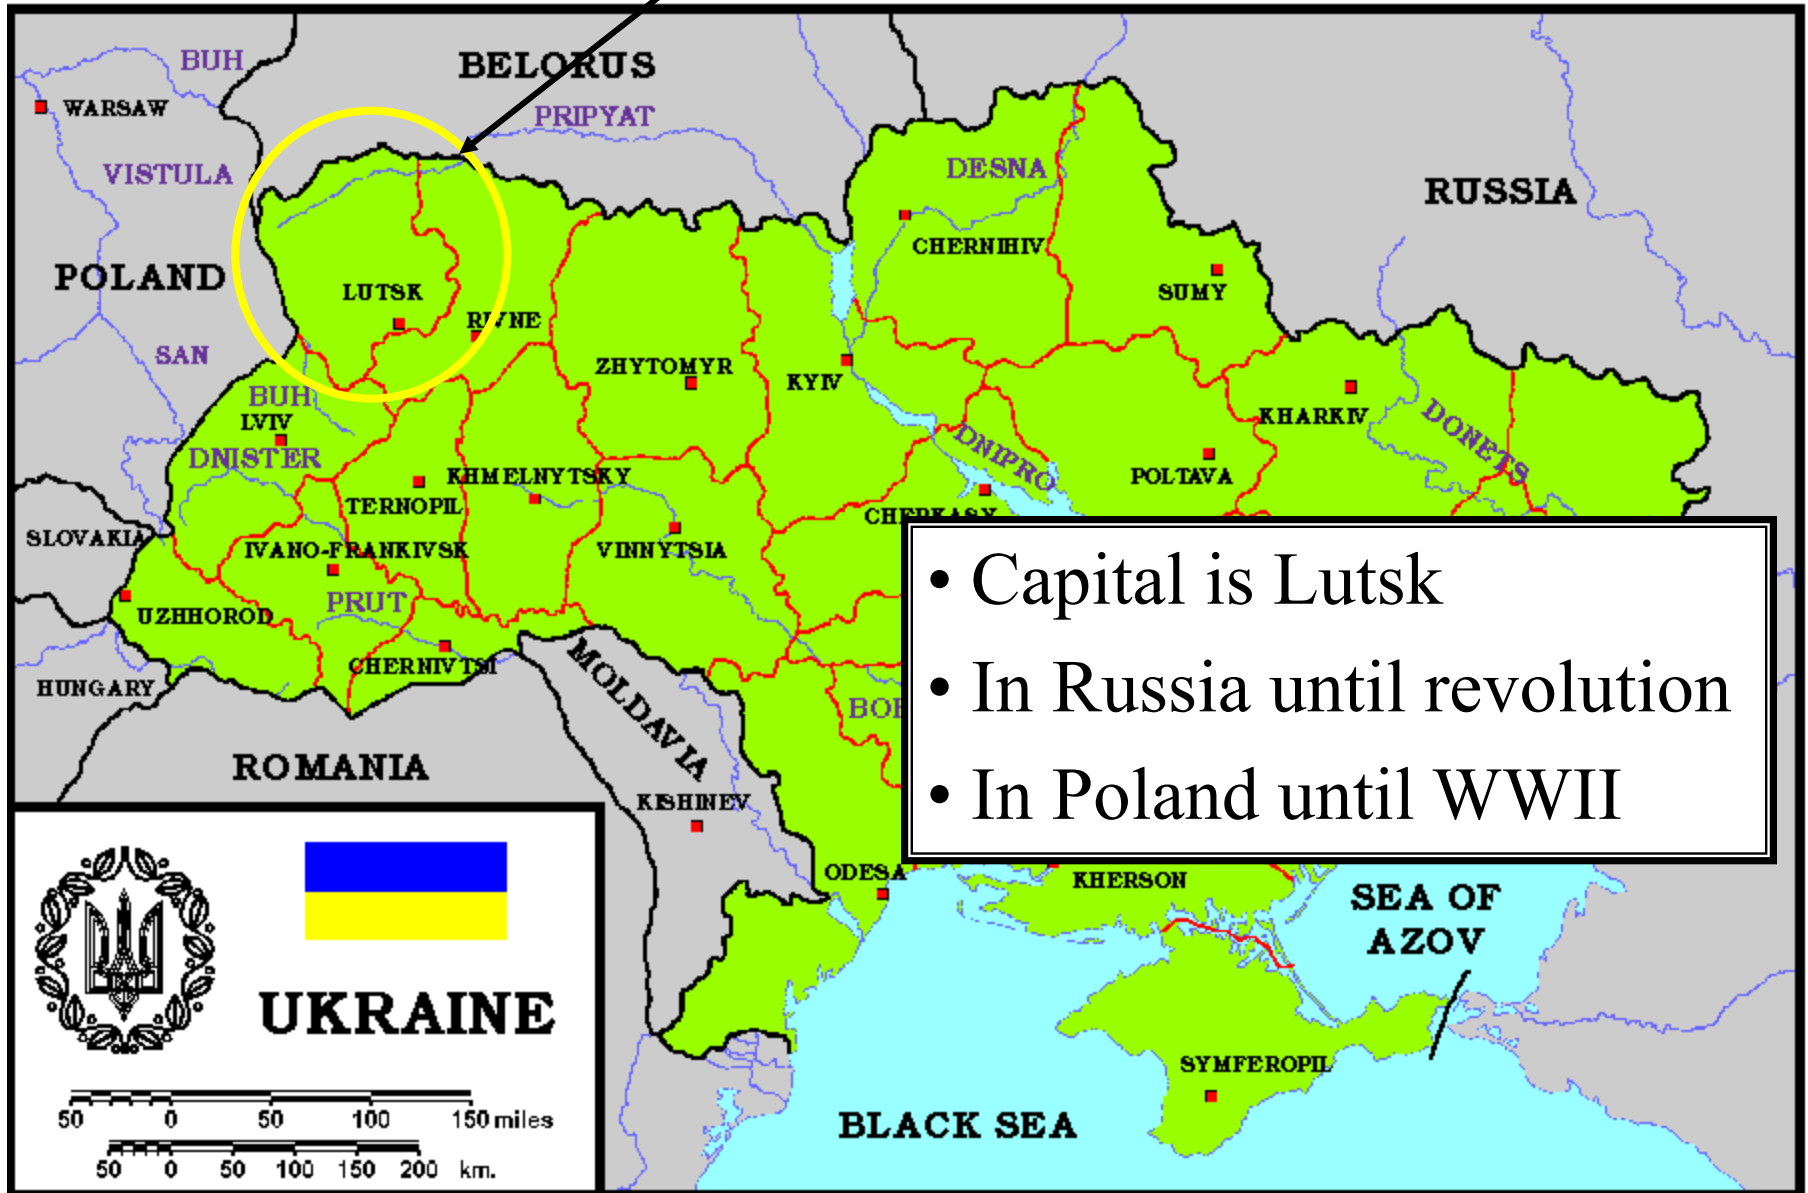 BUH
BELORUS
WARSAW
PRIPYAT
VISTULA
DESNA
RUSSIA
CHERNIHIV
POLAND
LUTSK
SUMY
RIVNE
SAN
ZHYTOMYR
KYIV
BUH
LVIV
KHARKIV
DONETS
DNISTER
DNIPRO
KHMELNYTSKY
POLTAVA
TERNOPIL
CHERKASY
SLOVAKIA
IVANO-FRANKIVSK
VINNYTSIA
• Capital is Lutsk
• In Russia until revolution
• In Poland until WWII
PRUT
UZHHOROD
CHERNIVTSI
MOLDAVIA
HUNGARY
ROMANIA
KISHINEV
ODESA
KHERSON
SEA OF
AZOV
UKRAINE
SYMFEROPIL
BLACK SEA
50 0 50 100 150 miles
50 0 50 100 150 200 km.